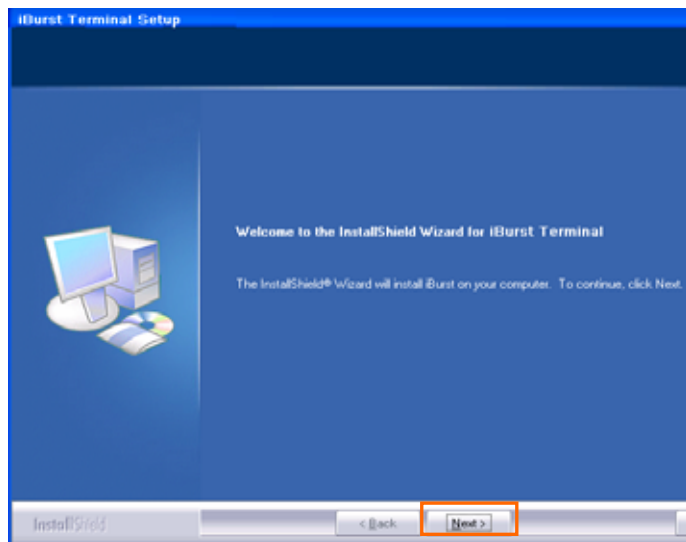 iBurst Terminal Setup
Welcome to the InstallShield Wizard for iBurst Terminal
The InstallShield® Wizard will install iBurst on your computer. To continue, click Next.
InstallShield
< Back
Next >